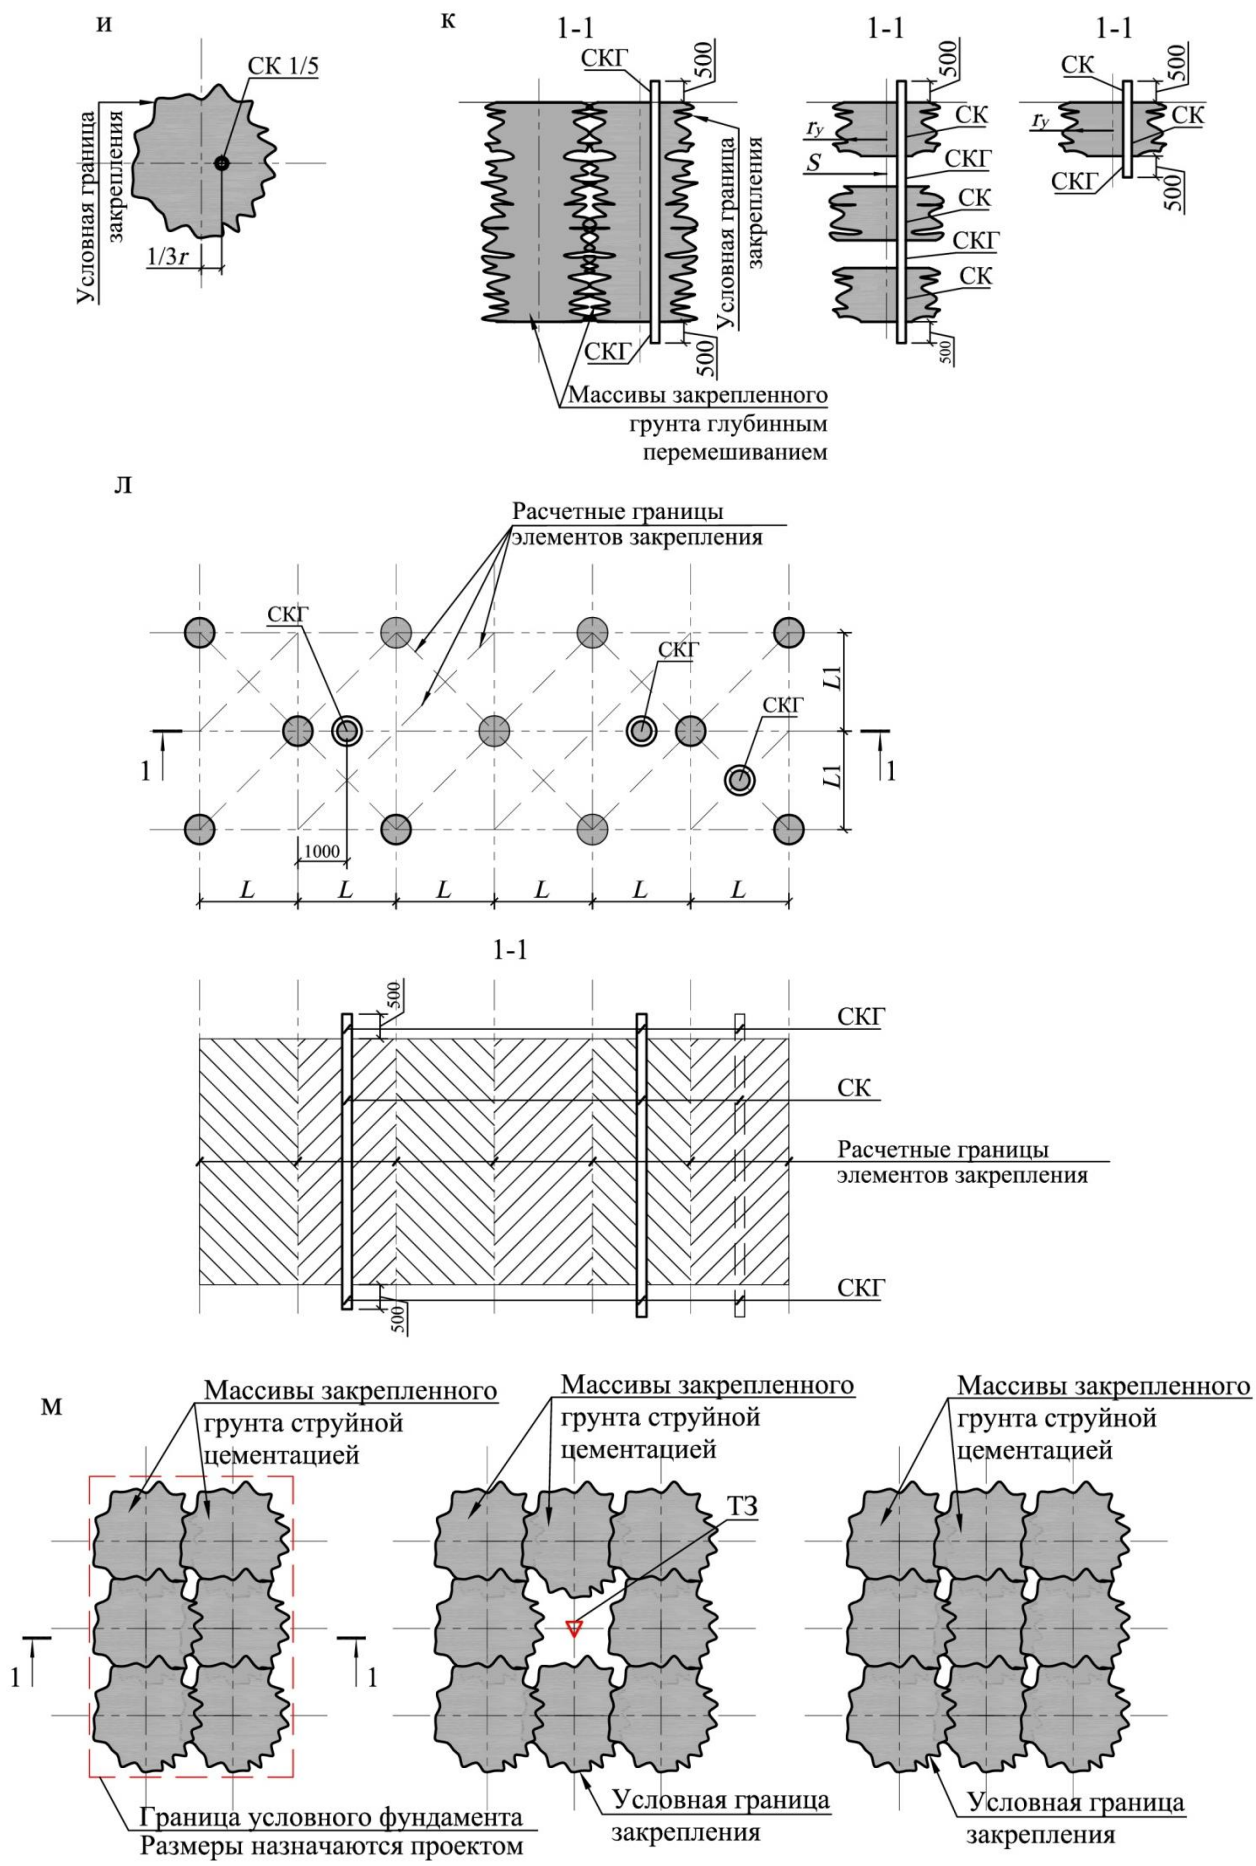 и
СК 1/5
Условная граница
закрепления
1/3r
к
1-1
СКГ
500
Условная граница
закрепления
СКГ
500
Массивы закрепленного
грунта глубинным
перемешиванием
1-1
500
rу
СК
S
СКГ
СК
СКГ
СК
500
1-1
СК
500
rу
СК
СКГ
500
л
Расчетные границы
элементов закрепления
СКГ
СКГ
СКГ
L1
L1
1
1
1000
L
L
L
L
L
L
1-1
500
СКГ
СК
Расчетные границы
элементов закрепления
СКГ
500
м
Массивы закрепленного
грунта струйной
цементацией
1
1
Граница условного фундамента
Размеры назначаются проектом
Массивы закрепленного
грунта струйной
цементацией
ТЗ
Условная граница
закрепления
Массивы закрепленного
грунта струйной
цементацией
Условная граница
закрепления